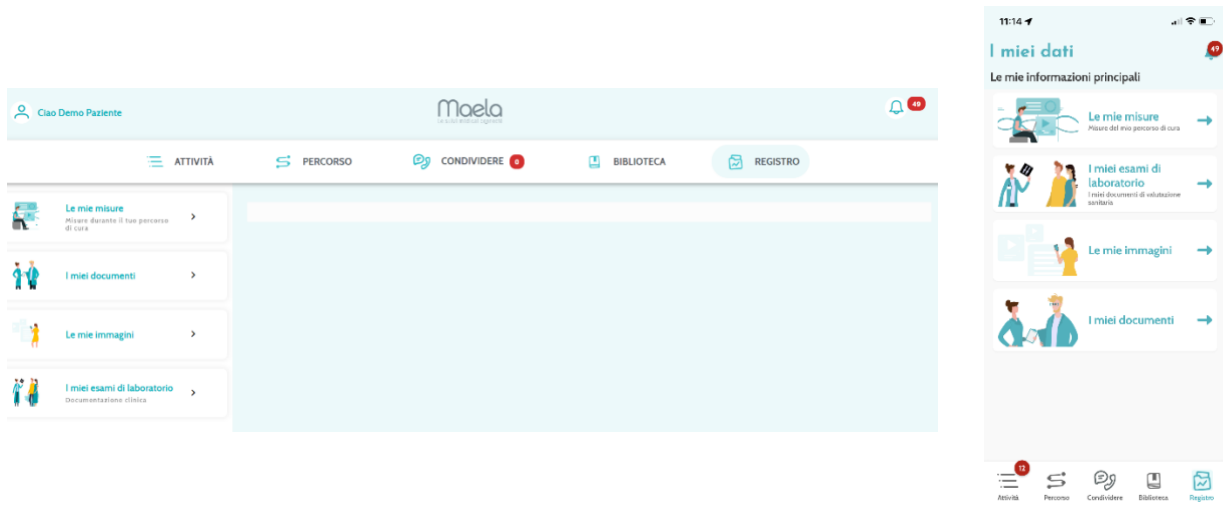 Ciao Demo Paziente
Maela
49
ATTIVITÀ
PERCORSO
CONDIVIDERE 0
BIBLIOTECA
REGISTRO
Le mie misure
Misure durante il tuo percorso
di cura
I miei documenti
Le mie immagini
I miei esami di laboratorio
Documentazione clinica
11:14
I miei dati
49
Le mie informazioni principali
Le mie misure
Misure del mio percorso di cura
I miei esami di
laboratorio
I miei documenti di valutazione
sanitaria
Le mie immagini
I miei documenti
12
Attività
Percorso
Condividere
Biblioteca
Registro